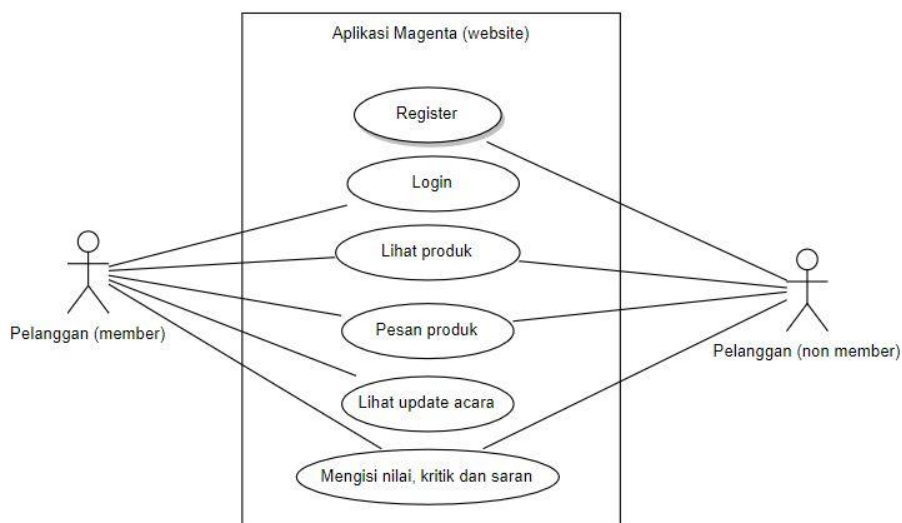 Aplikasi Magenta (website)
Register
Login
Lihat produk
Pesan produk
Pelanggan (member)
Pelanggan (non member)
Lihat update acara
Mengisi nilai, kritik dan saran